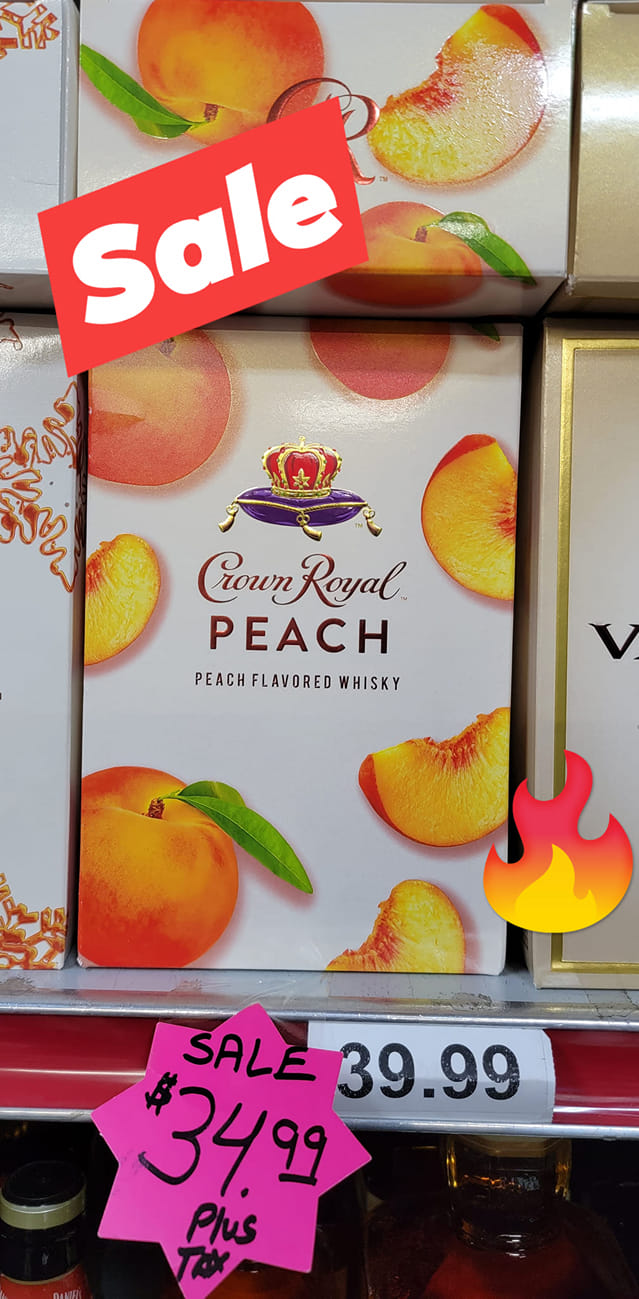 Sale
Crown Royal
PEACH
PEACH FLAVORED WHISKY
SALE
$34.99
Plus
Tax
39.99